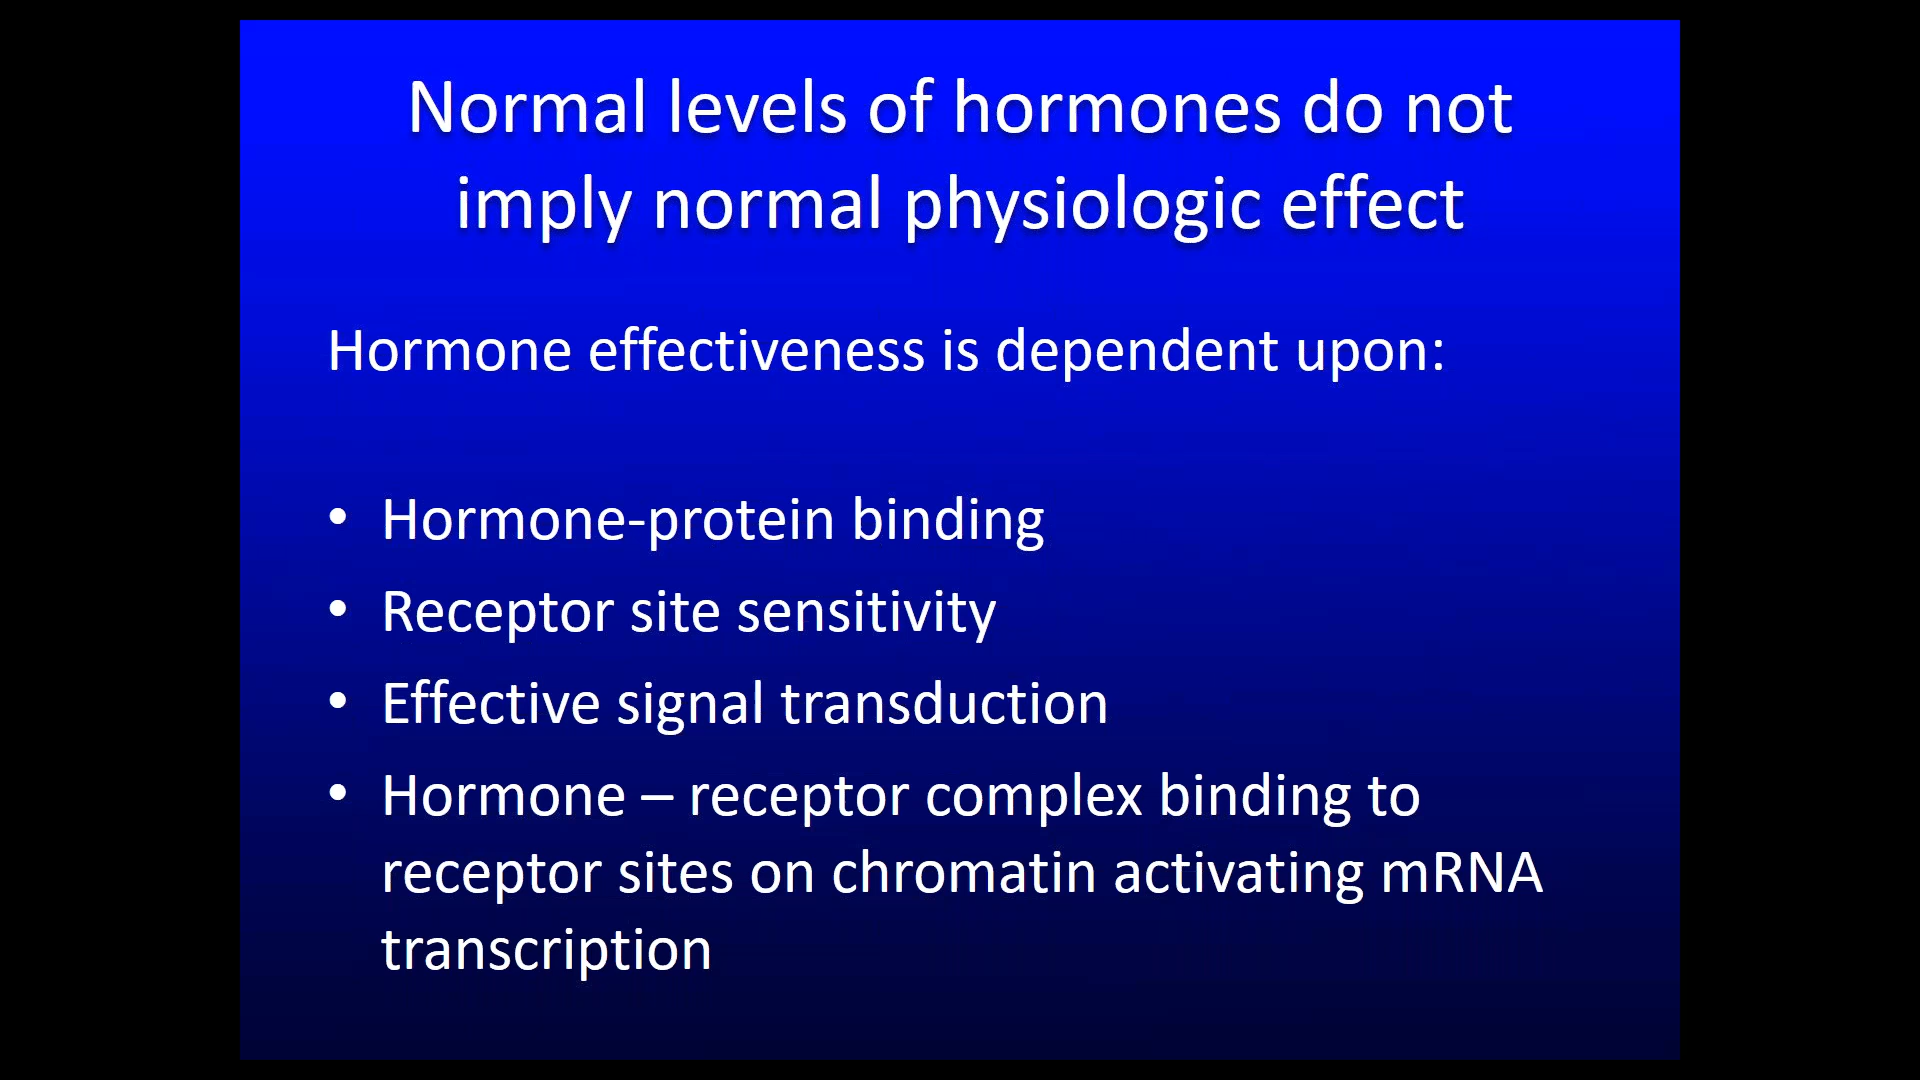 Normal levels of hormones do not
imply normal physiologic effect
Hormone effectiveness is dependent upon:
• Hormone-protein binding
• Receptor site sensitivity
• Effective signal transduction
• Hormone – receptor complex binding to
receptor sites on chromatin activating mRNA
transcription